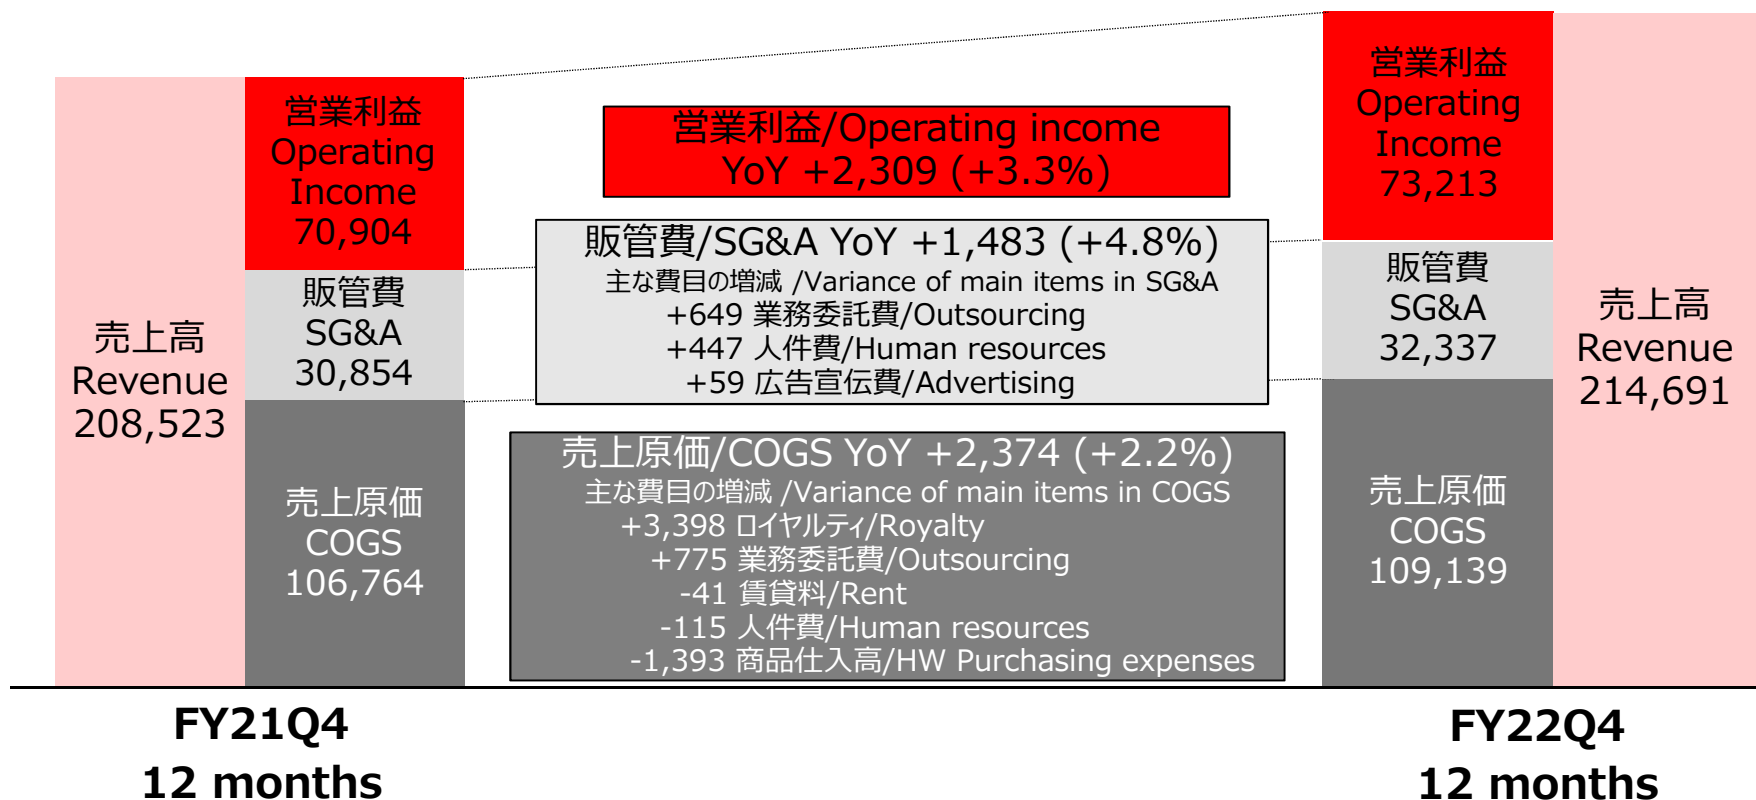 売上高
Revenue
208,523
営業利益
Operating
Income
70,904
販管費
SG&A
30,854
売上原価
COGS
106,764
営業利益/Operating income
YoY +2,309 (+3.3%)
販管費/SG&A YoY +1,483 (+4.8%)
主な費目の増減 /Variance of main items in SG&A
+649 業務委託費/Outsourcing
+447 人件費/Human resources
+59 広告宣伝費/Advertising
売上原価/COGS YoY +2,374 (+2.2%)
主な費目の増減 /Variance of main items in COGS
+3,398 ロイヤルティ/Royalty
+775 業務委託費/Outsourcing
-41 賃貸料/Rent
-115 人件費/Human resources
-1,393 商品仕入高/HW Purchasing expenses
営業利益
Operating
Income
73,213
販管費
SG&A
32,337
売上原価
COGS
109,139
売上高
Revenue
214,691
FY21Q4
12 months
FY22Q4
12 months